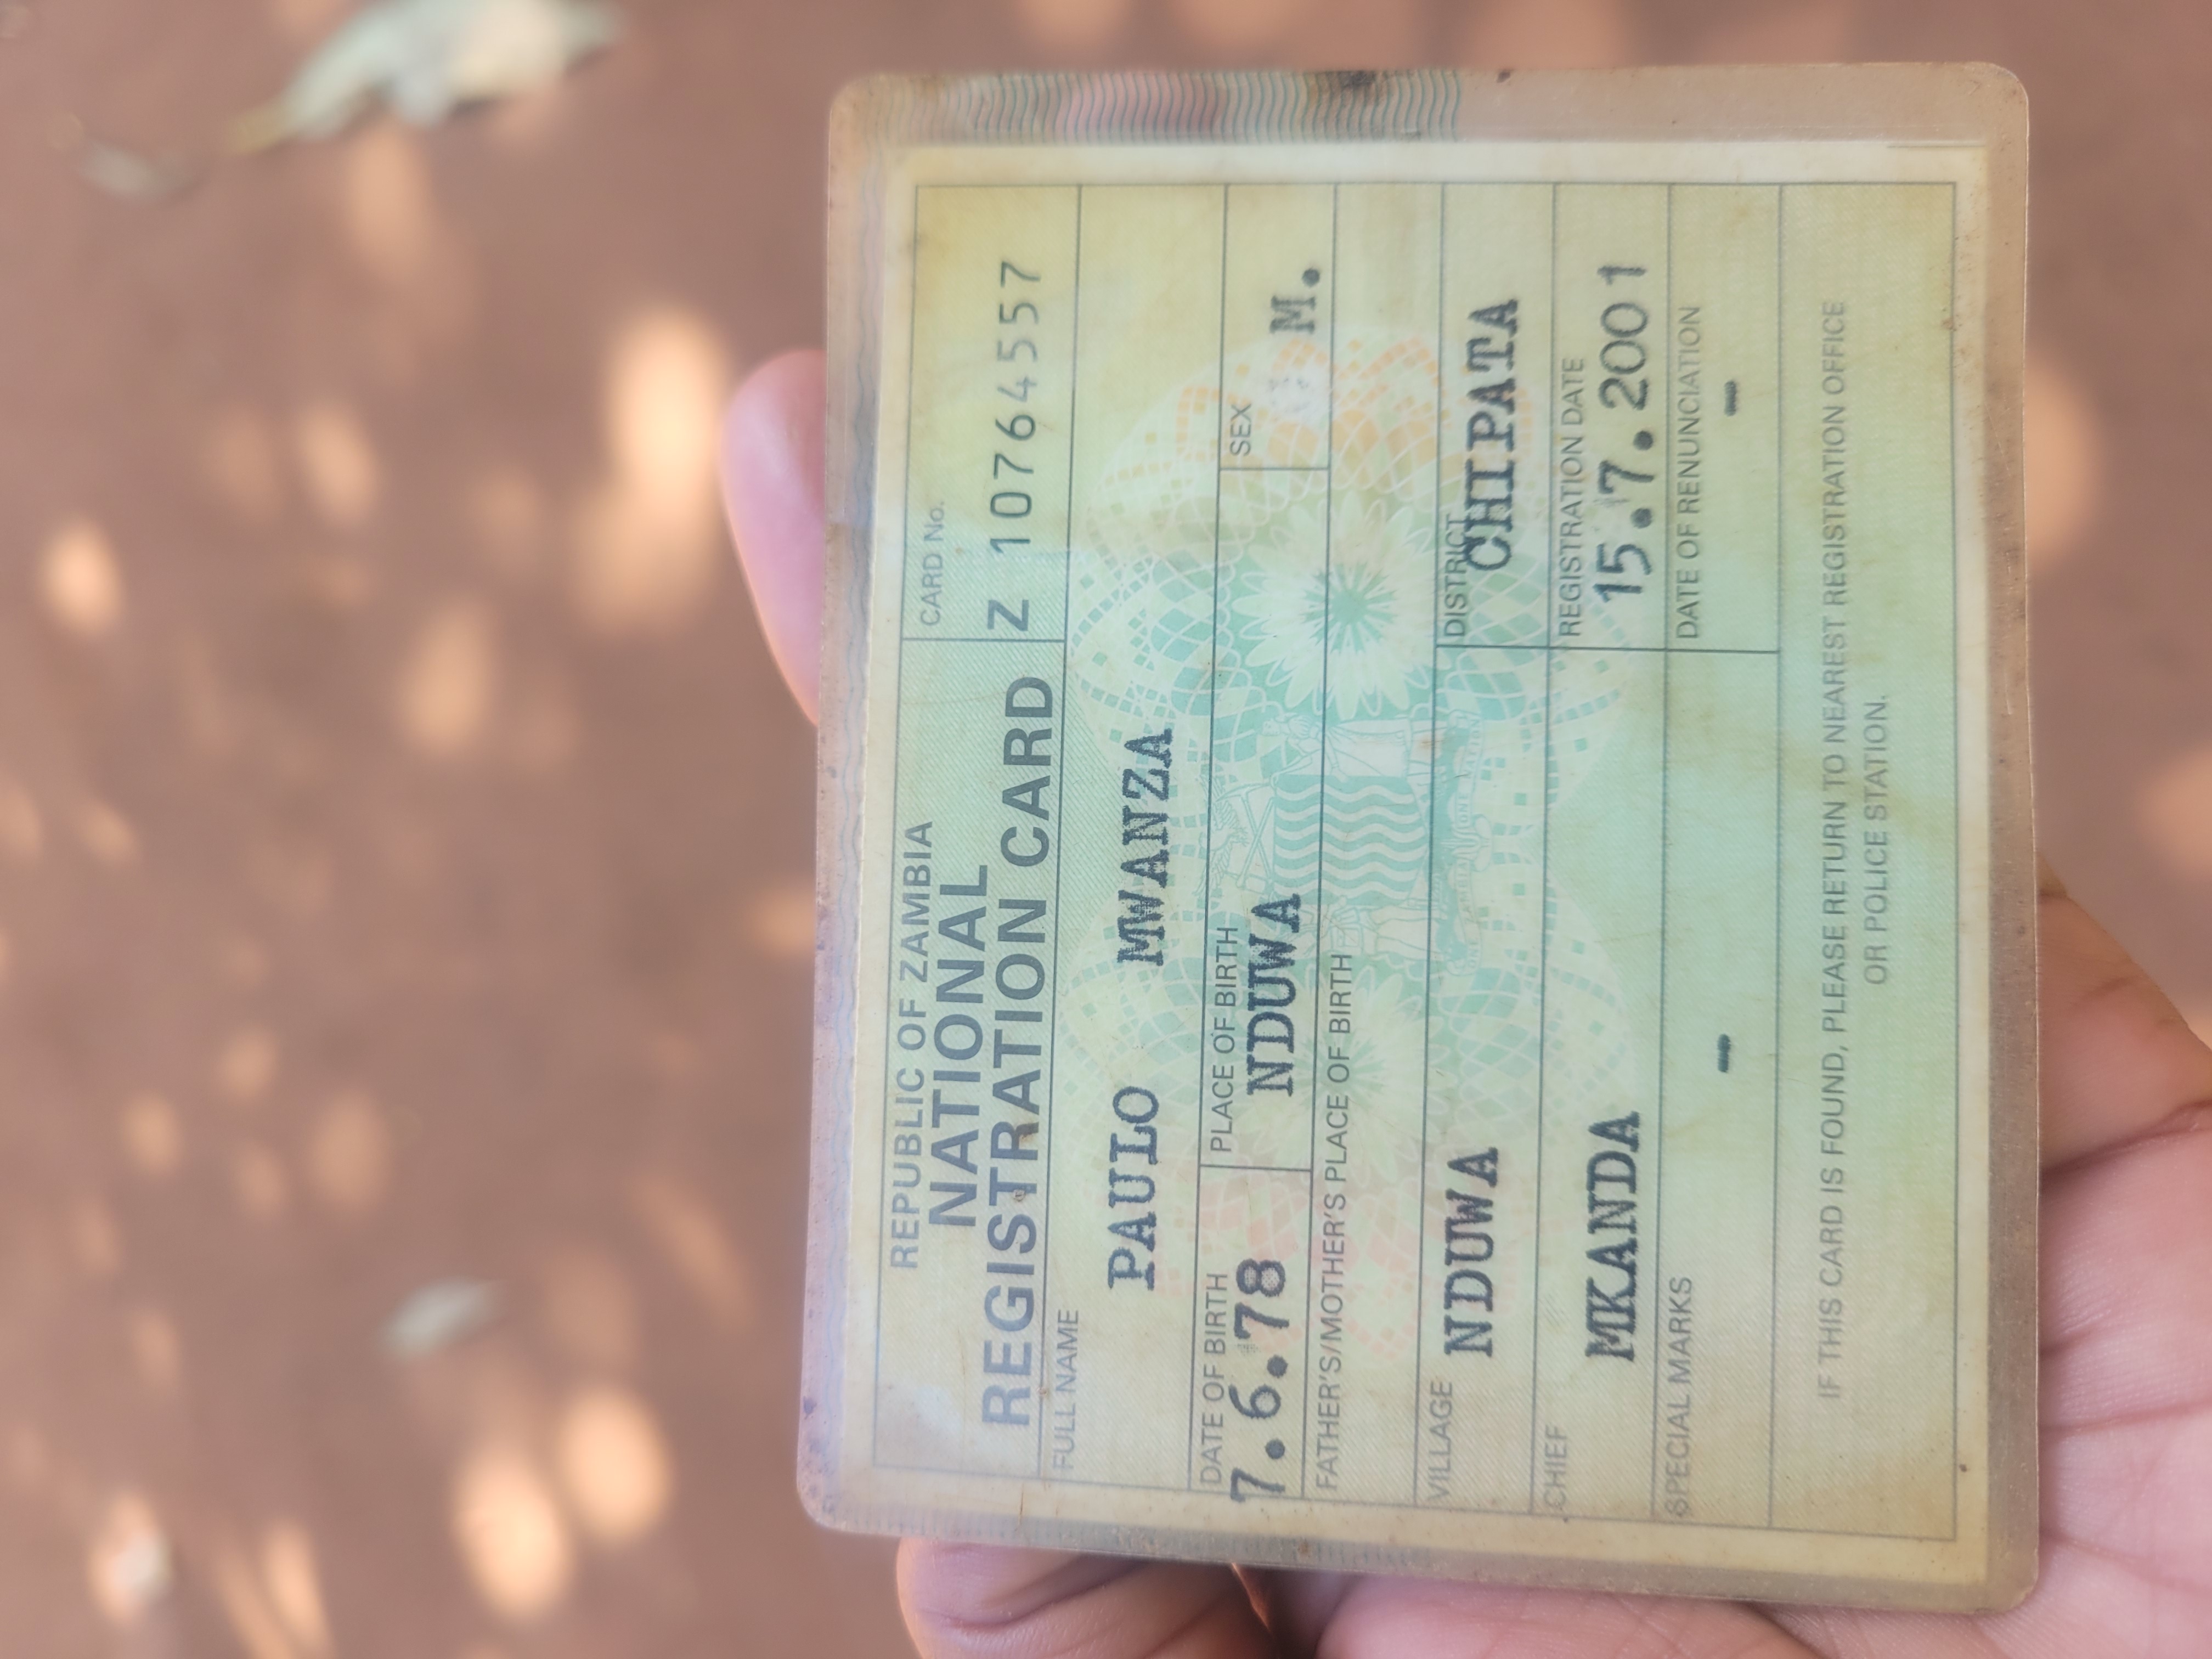 REPUBLIC OF ZAMBIA
NATIONAL
REGISTRATION CARD
CARD No.
Z 10764557
FULL NAME
PAULO MWANZA
DATE OF BIRTH
7.6.78
PLACE OF BIRTH
NDUWA
SEX
M.
FATHER'S/MOTHER'S PLACE OF BIRTH
VILLAGE
NDUWA
DISTRICT
CHIPATA
CHIEF
MKANDA
REGISTRATION DATE
15.7.2001
SPECIAL MARKS
-
DATE OF RENUNCIATION
-
IF THIS CARD IS FOUND, PLEASE RETURN TO NEAREST REGISTRATION OFFICE
OR POLICE STATION.